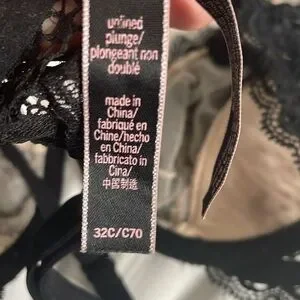 unlined
plunge/
plongeant non
doublé
made in
China/
fabriqué en
Chine/hecho
en China/
fabbricato in
Cina/
中国制造
32C/C70